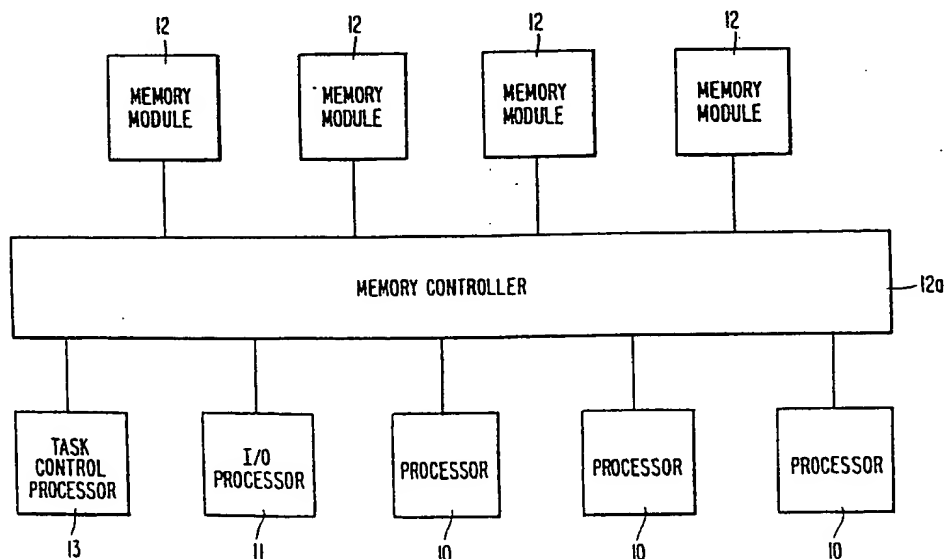 12 12 12 12
MEMORY MODULE
MEMORY MODULE
MEMORY MODULE
MEMORY MODULE
MEMORY CONTROLLER
12a
TASK CONTROL PROCESSOR
I/O PROCESSOR
PROCESSOR
PROCESSOR
PROCESSOR
13 11 10 10 10